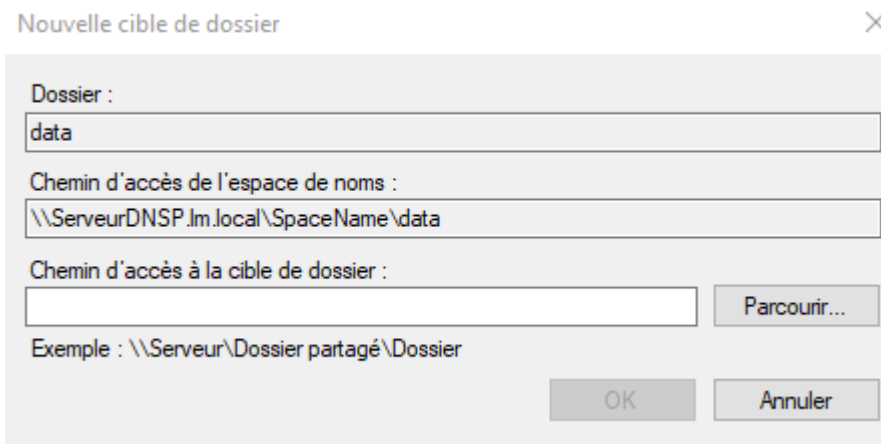 Nouvelle cible de dossier
Dossier :
data
Chemin d'accès de l'espace de noms :
\\ServeurDNSP.lm.local\SpaceName\data
Chemin d'accès à la cible de dossier :
Parcourir...
Exemple : \\Serveur\Dossier partagé\Dossier
OK Annuler